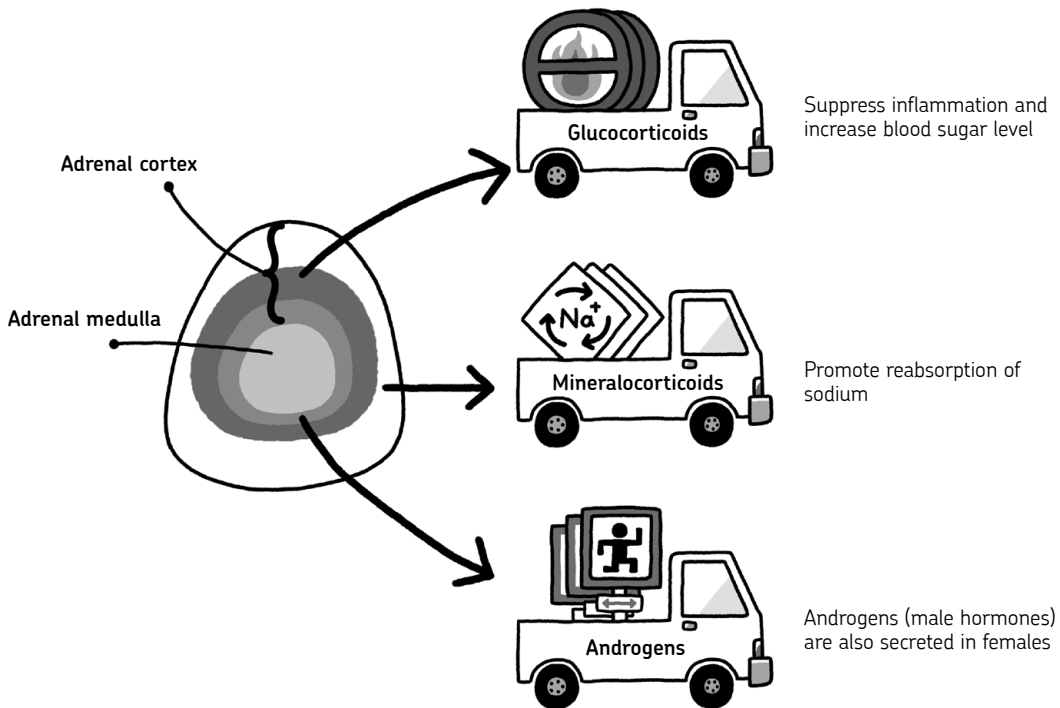 Glucocorticoids
Suppress inflammation and
increase blood sugar level
Adrenal cortex
Adrenal medulla
Na+
Mineralocorticoids
Promote reabsorption of
sodium
Androgens
Androgens (male hormones)
are also secreted in females